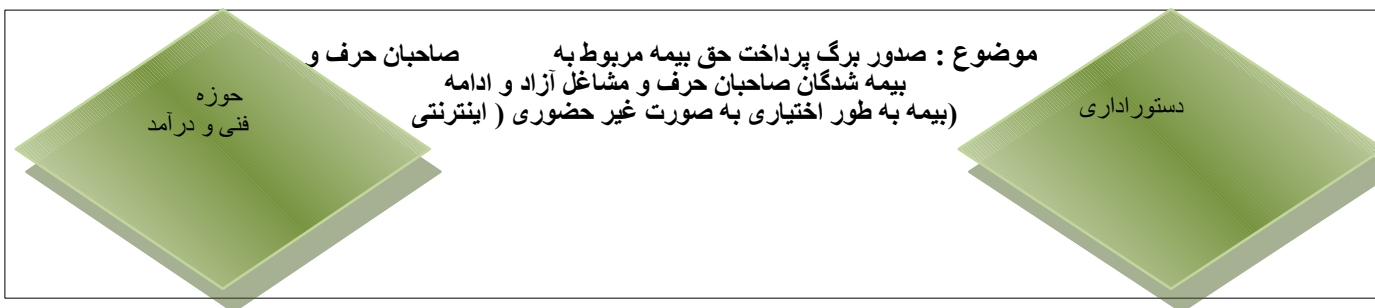 دستوراداری
موضوع : صدور برگ پرداخت حق بیمه مربوط به صاحبان حرف و
بیمه شدگان صاحبان حرف و مشاغل آزاد و ادامه
(بیمه به طور اختیاری به صورت غیر حضوری ( اینترنتی
حوزه
فنی و درآمد